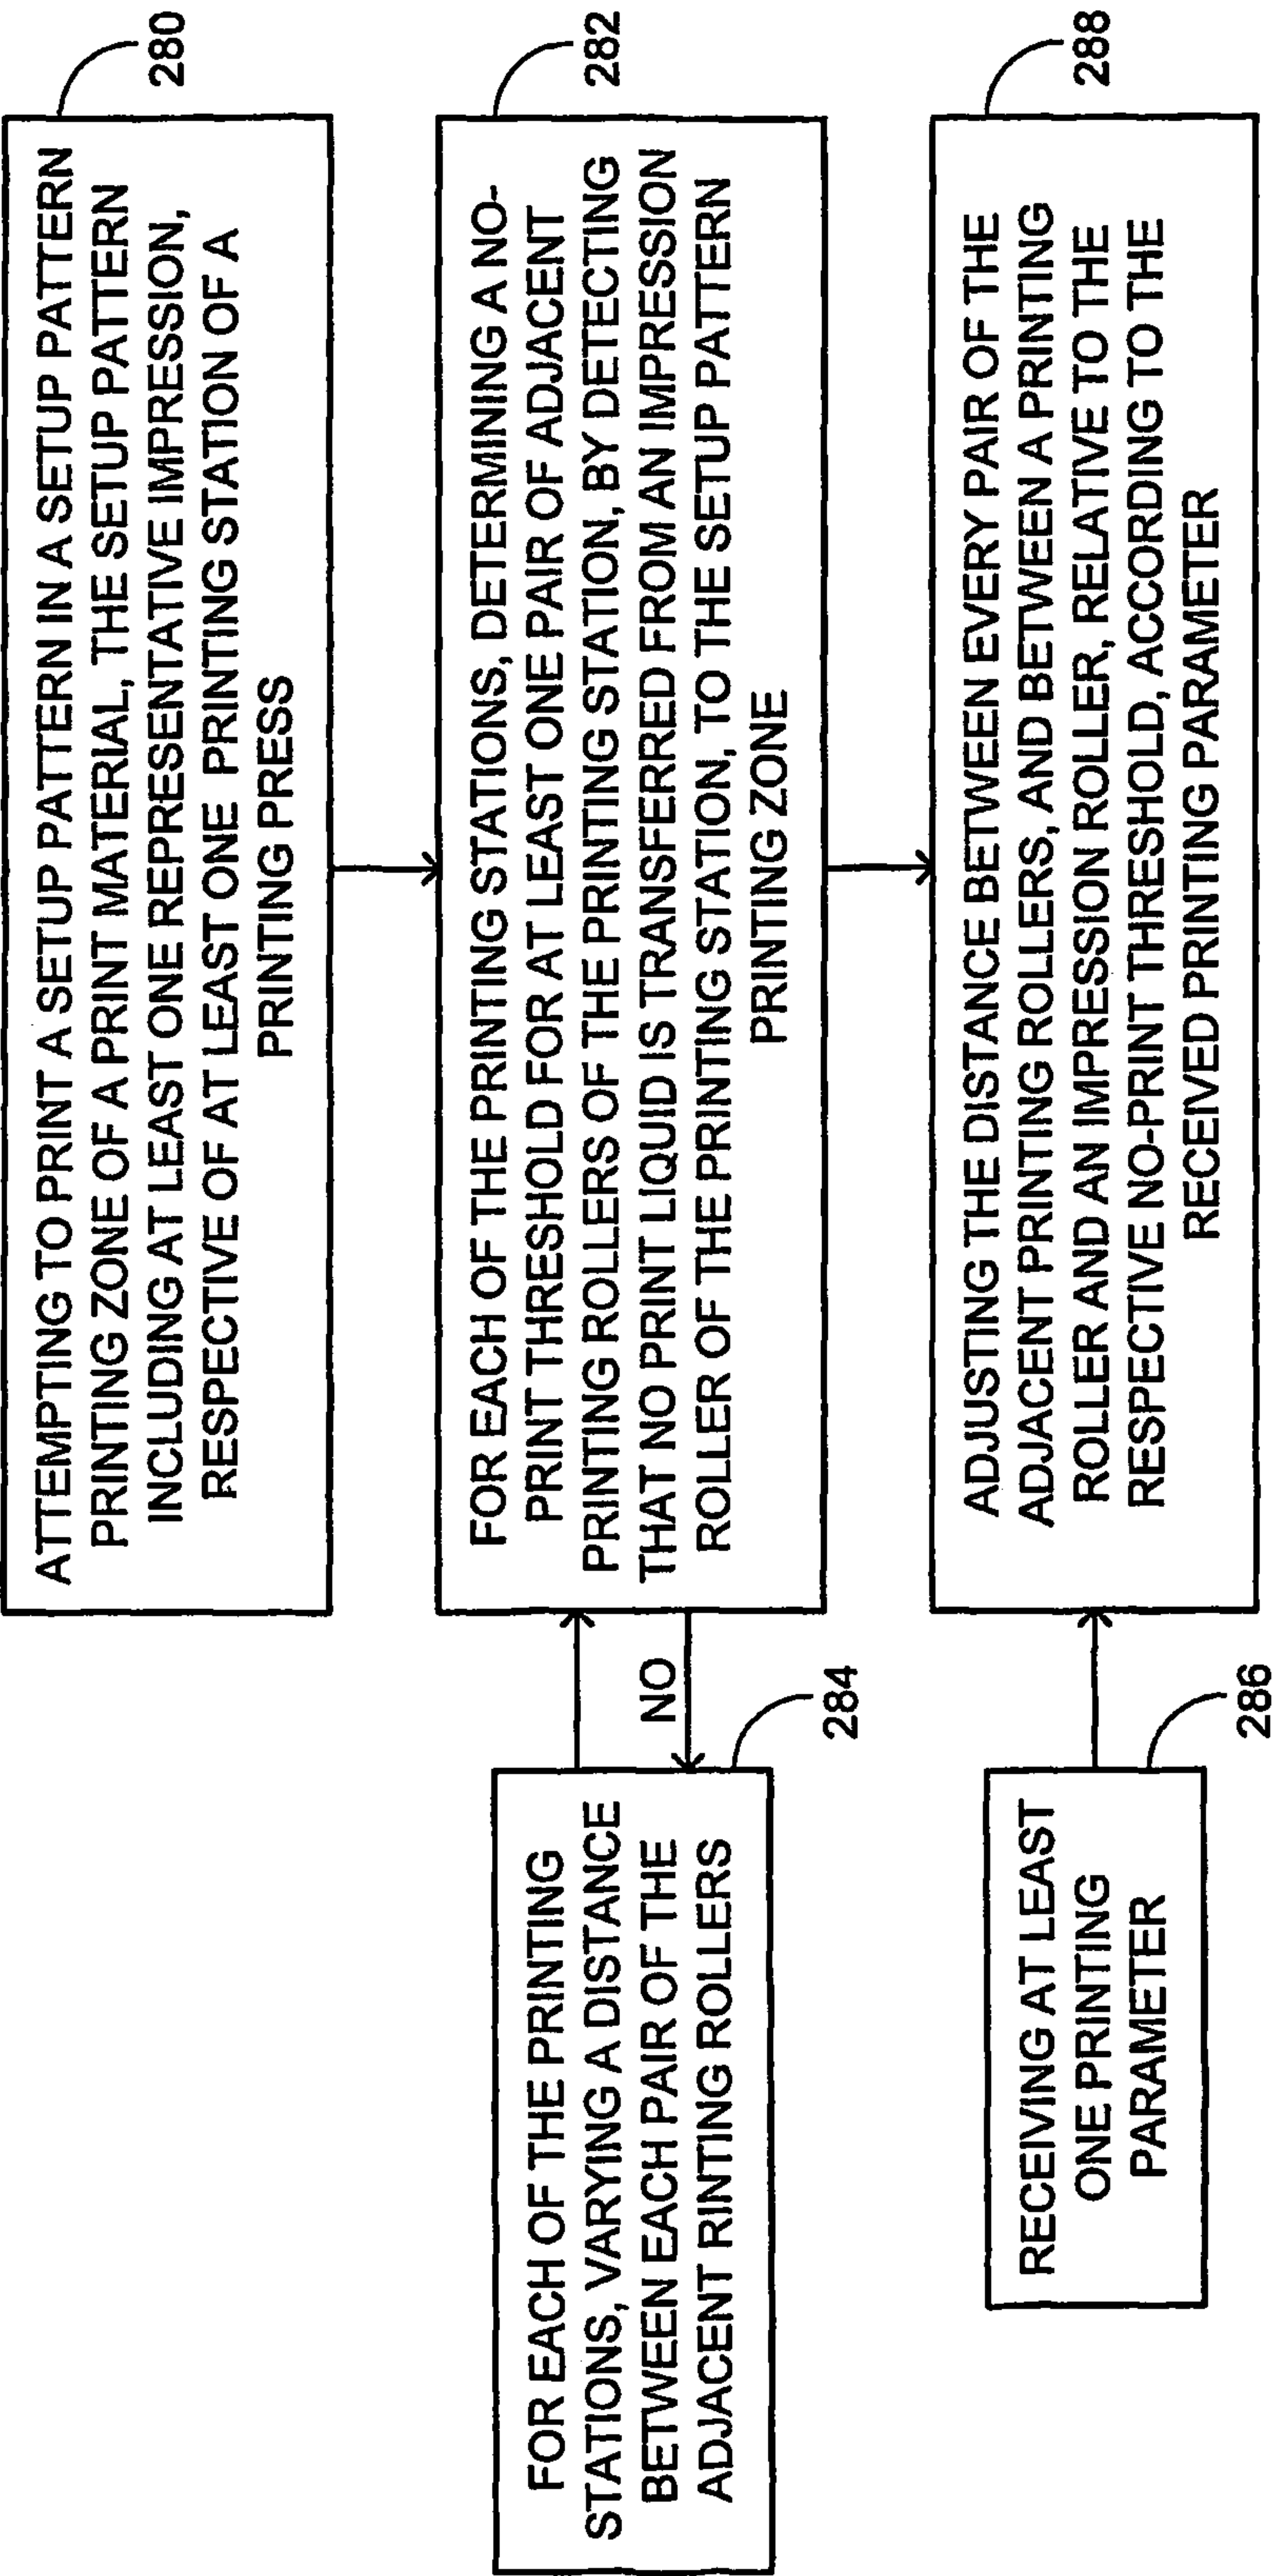 ATTEMPTING TO PRINT A SETUP PATTERN IN A SETUP PATTERN
PRINTING ZONE OF A PRINT MATERIAL, THE SETUP PATTERN
INCLUDING AT LEAST ONE REPRESENTATIVE IMPRESSION,
RESPECTIVE OF AT LEAST ONE PRINTING STATION OF A
PRINTING PRESS
280
FOR EACH OF THE PRINTING STATIONS, DETERMINING A NO-
PRINT THRESHOLD FOR AT LEAST ONE PAIR OF ADJACENT
PRINTING ROLLERS OF THE PRINTING STATION, BY DETECTING
THAT NO PRINT LIQUID IS TRANSFERRED FROM AN IMPRESSION
ROLLER OF THE PRINTING STATION, TO THE SETUP PATTERN
PRINTING ZONE
282
NO
FOR EACH OF THE PRINTING
STATIONS, VARYING A DISTANCE
BETWEEN EACH PAIR OF THE
ADJACENT RINTING ROLLERS
284
RECEIVING AT LEAST
ONE PRINTING
PARAMETER
286
ADJUSTING THE DISTANCE BETWEEN EVERY PAIR OF THE
ADJACENT PRINTING ROLLERS, AND BETWEEN A PRINTING
ROLLER AND AN IMPRESSION ROLLER, RELATIVE TO THE
RESPECTIVE NO-PRINT THRESHOLD, ACCORDING TO THE
RECEIVED PRINTING PARAMETER
288